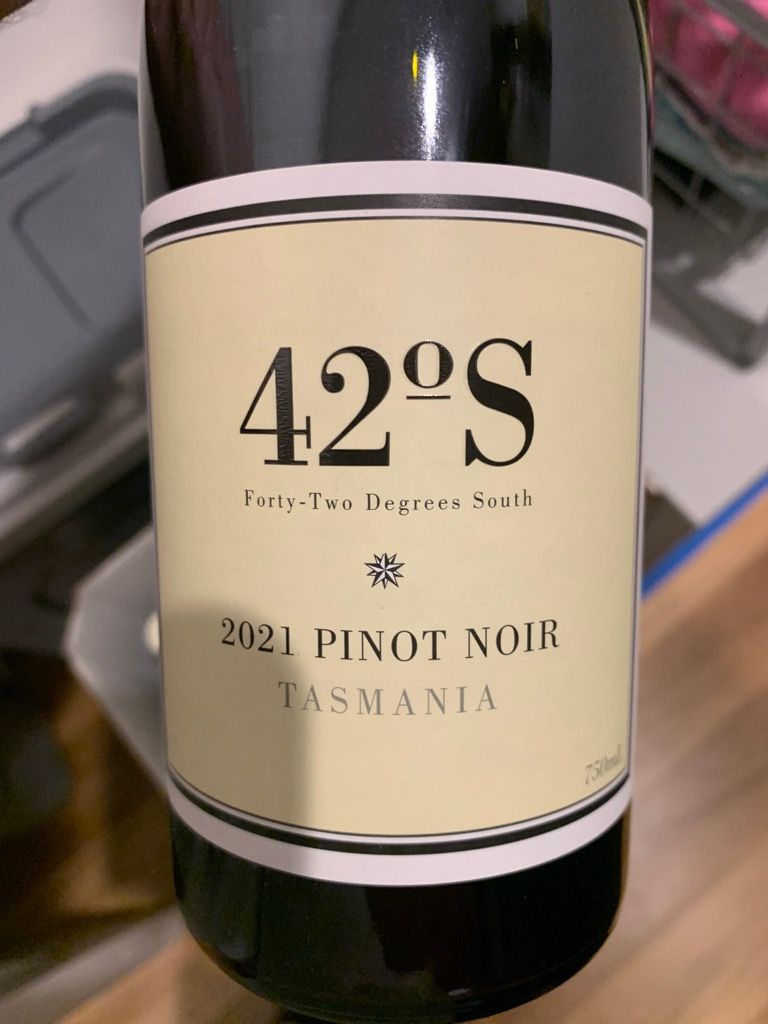 42ºS
Forty-Two Degrees South
2021 PINOT NOIR
TASMANIA
750mL